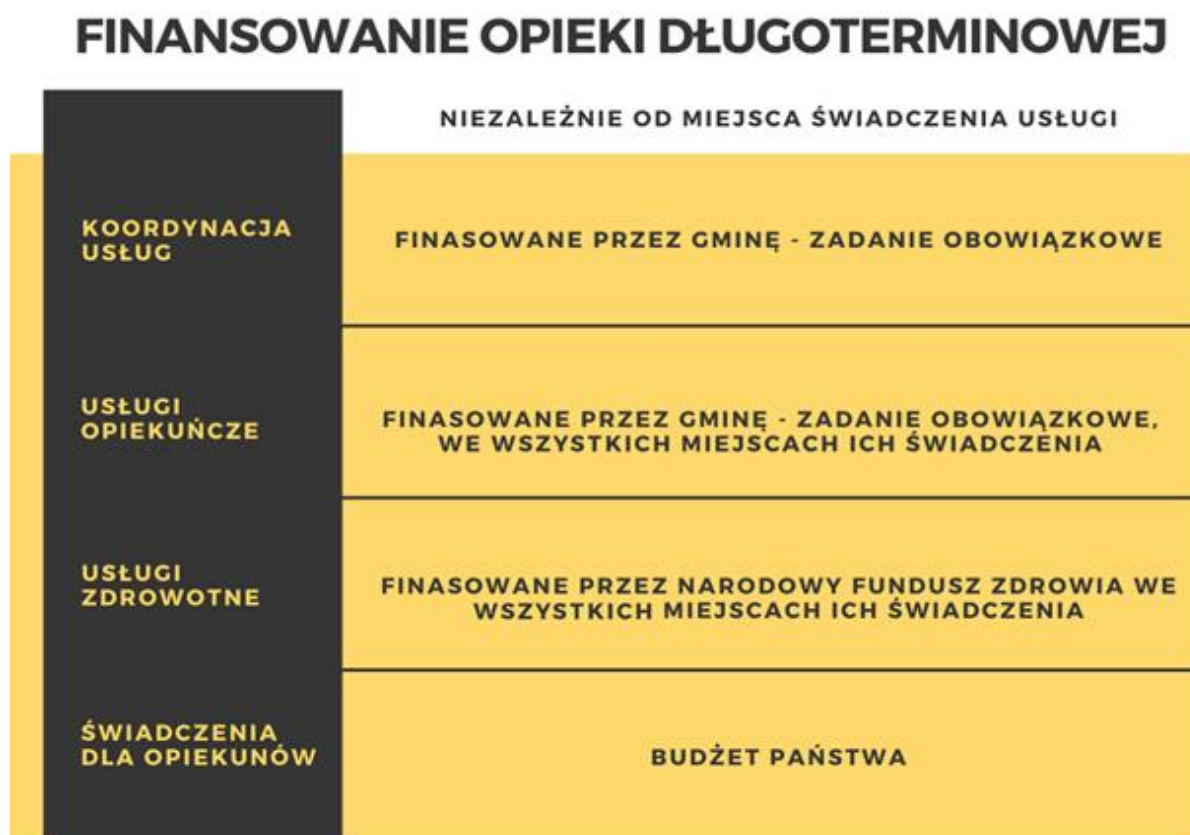 FINANSOWANIE OPIEKI DŁUGOTERMINOWEJ
NIEZALEŻNIE OD MIEJSCA ŚWIADCZENIA USŁUGI
KOORDYNACJA
USŁUG
FINASOWANE PRZEZ GMINĘ - ZADANIE OBOWIĄZKOWE
USŁUGI
OPIEKUŃCZE
FINASOWANE PRZEZ GMINĘ - ZADANIE OBOWIĄZKOWE,
WE WSZYSTKICH MIEJSCACH ICH ŚWIADCZENIA
USŁUGI
ZDROWOTNE
FINASOWANE PRZEZ NARODOWY FUNDUSZ ZDROWIA WE
WSZYSTKICH MIEJSCACH ICH ŚWIADCZENIA
ŚWIADCZENIA
DLA OPIEKUNÓW
BUDŻET PAŃSTWA